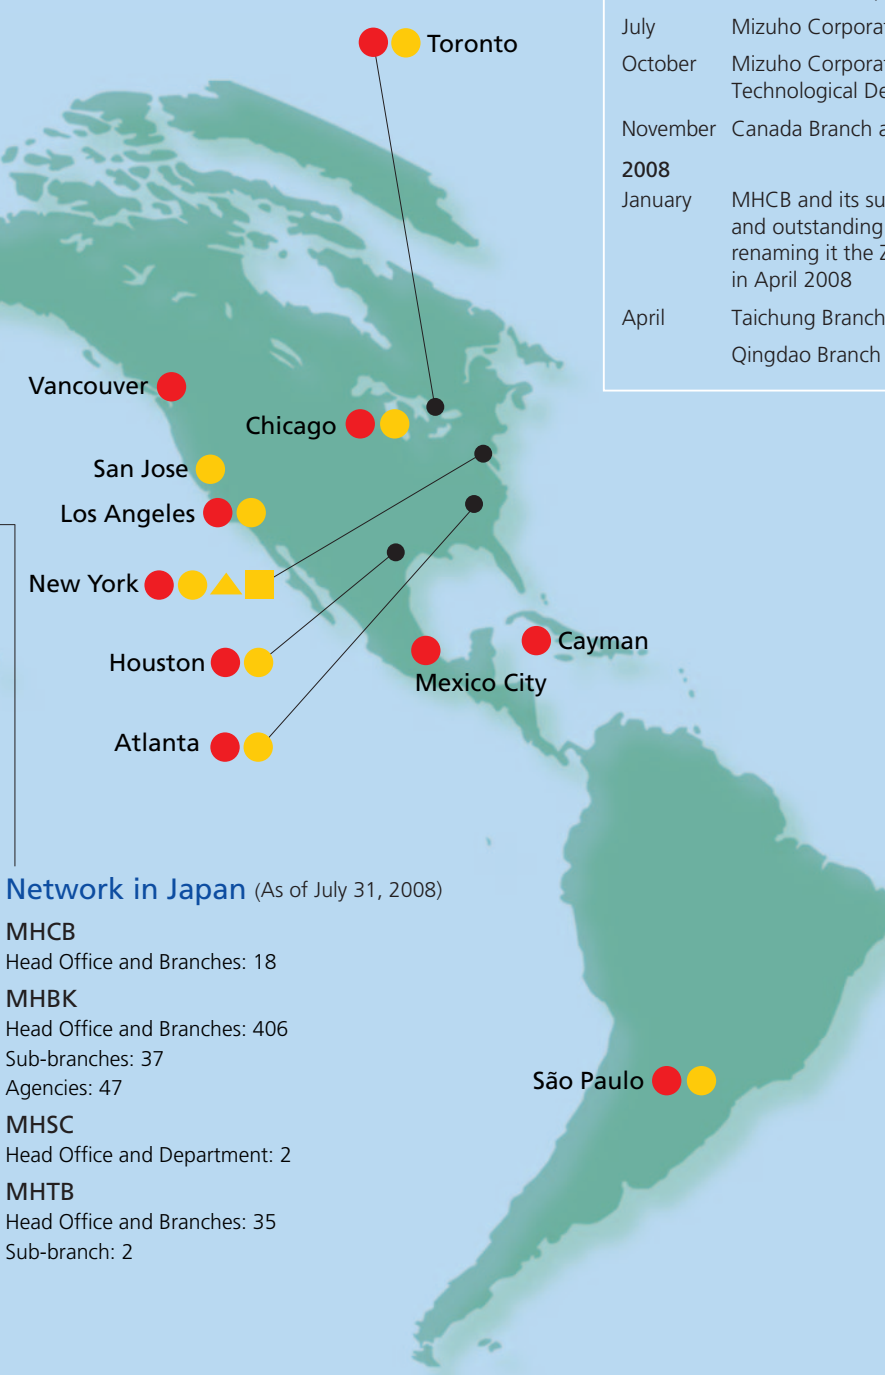 Toronto
July Mizuho Corporat
October Mizuho Corporat
Technological De
November Canada Branch a
2008
January MHCB and its su
and outstanding
renaming it the Z
in April 2008
April Taichung Branch
Qingdao Branch
Vancouver
Chicago
San Jose
Los Angeles
New York
Houston
Cayman
Mexico City
Atlanta
Network in Japan (As of July 31, 2008)
MHCB
Head Office and Branches: 18
MHBK
Head Office and Branches: 406
Sub-branches: 37
Agencies: 47
MHSC
Head Office and Department: 2
MHTB
Head Office and Branches: 35
Sub-branch: 2
São Paulo